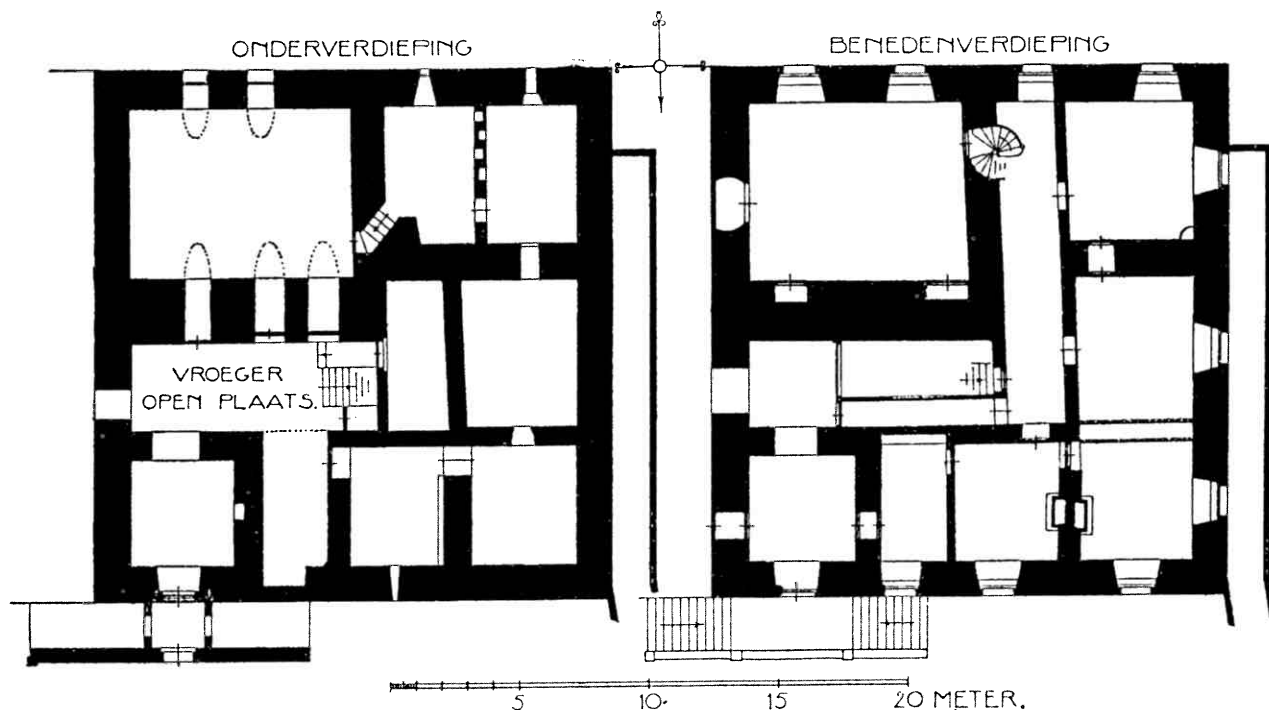 ONDERVERDIEPING
BENEDENVERDIEPING
VROEGER
OPEN PLAATS.
5 10. 15 20 METER.